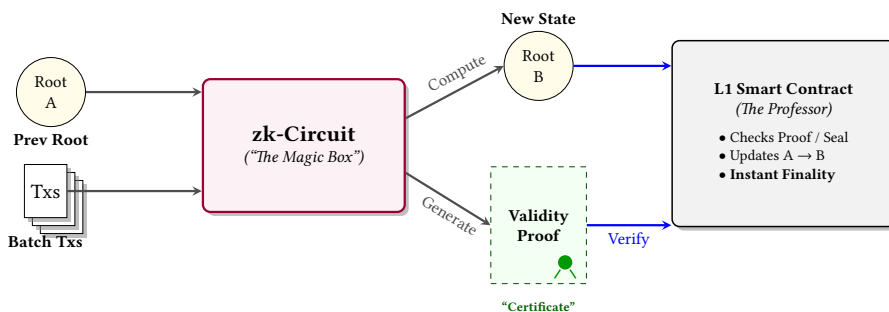 Root
A
Prev Root
Txs
Batch Txs
zk-Circuit
(“The Magic Box”)
Compute
Generate
New State
Root
B
Validity
Proof
“Certificate”
Verify
L1 Smart Contract
(The Professor)
• Checks Proof / Seal
• Updates A → B
• Instant Finality